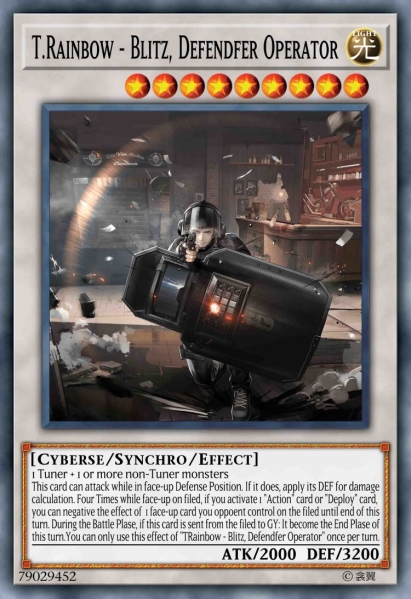 T.Rainbow - Blitz, Defendfer Operator
LIGHT
光
[Cyberse/Synchro/Effect]
1 Tuner + 1 or more non-Tuner monsters
This card can attack while in face-up Defense Position. If it does, apply its DEF for damage
calculation. Four Times while face-up on filed, if you activate 1 "Action" card or "Deploy" card,
you can negative the effect of 1 face-up card you oppoent control on the filed until end of this
turn. During the Battle Plase, if this card is sent from the filed to GY: It become the End Plase of
this turn.You can only use this effect of "TRainbow - Blitz, Defendfer Operator" once per turn.
ATK/2000 DEF/3200
79029452
© 袁翼